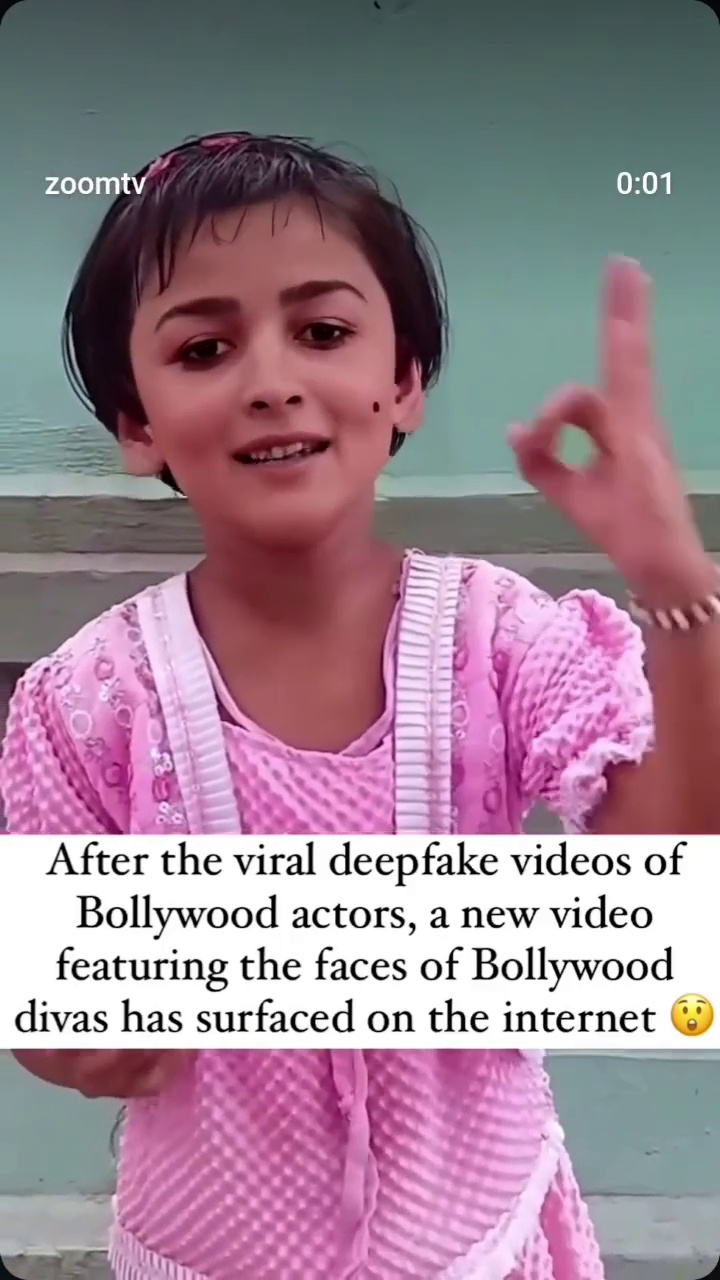 zoomtv
0:01
After the viral deepfake videos of
Bollywood actors, a new video
featuring the faces of Bollywood
divas has surfaced on the internet 😲